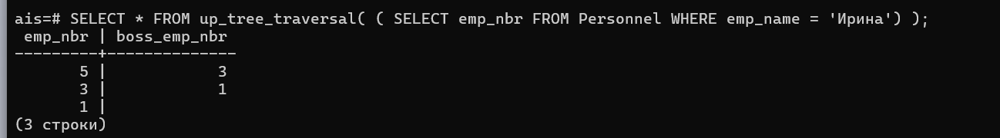 ais=# SELECT * FROM up_tree_traversal( ( SELECT emp_nbr FROM Personnel WHERE emp_name = 'Ирина') );
 emp_nbr | boss_emp_nbr
---------+--------------
       5 |            3
       3 |            1
       1 |
(3 строки)